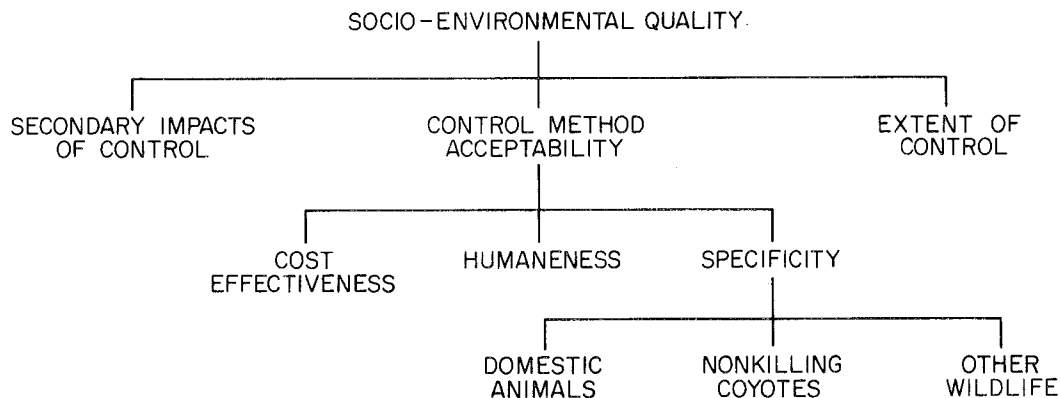 SOCIO-ENVIRONMENTAL QUALITY
SECONDARY IMPACTS
OF CONTROL
CONTROL METHOD
ACCEPTABILITY
EXTENT OF
CONTROL
COST
EFFECTIVENESS
HUMANENESS
SPECIFICITY
DOMESTIC
ANIMALS
NONKILLING
COYOTES
OTHER
WILDLIFE